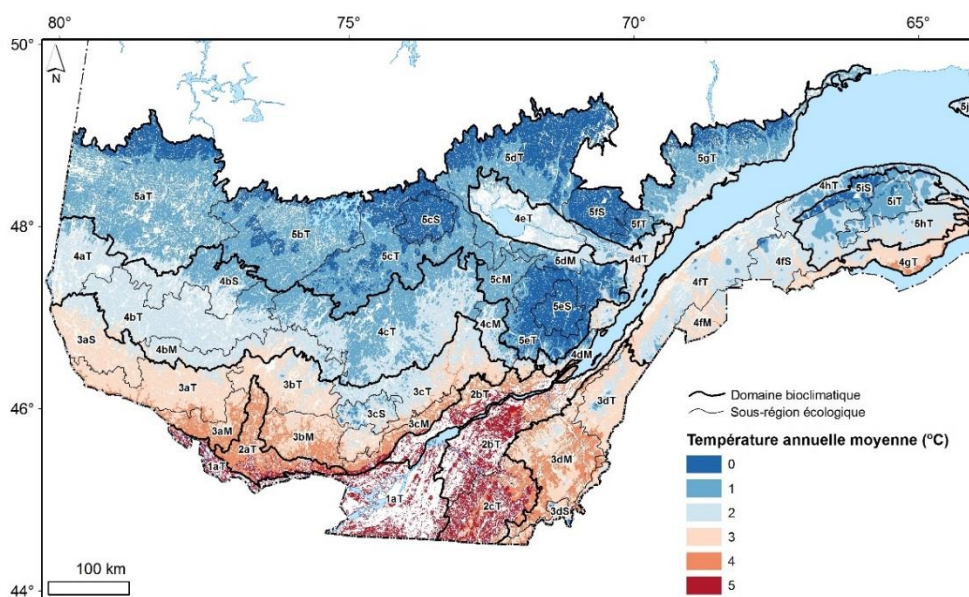 80° 75° 70° 65°
50°
N
5j
5dT
5gT
5aT
4hT
5iS
5iT
5cS
5fS
4eT
5fT
48°
5bT
5hT
4aT
5cT
5dM
4dT
4gT
4bS
5cM
4fT
4fS
5eS
4bT
4cT
4cM
4fM
3aS
4bM
5eT
4dM
3aT
3bT
3cT
2bT
46°
3cS
3cM
3dT
3aM
3bM
2bT
3dM
2aT
1aT
1aT
2cT
3dS
44°
100 km
Domaine bioclimatique
Sous-région écologique
Température annuelle moyenne (°C)
0
1
2
3
4
5